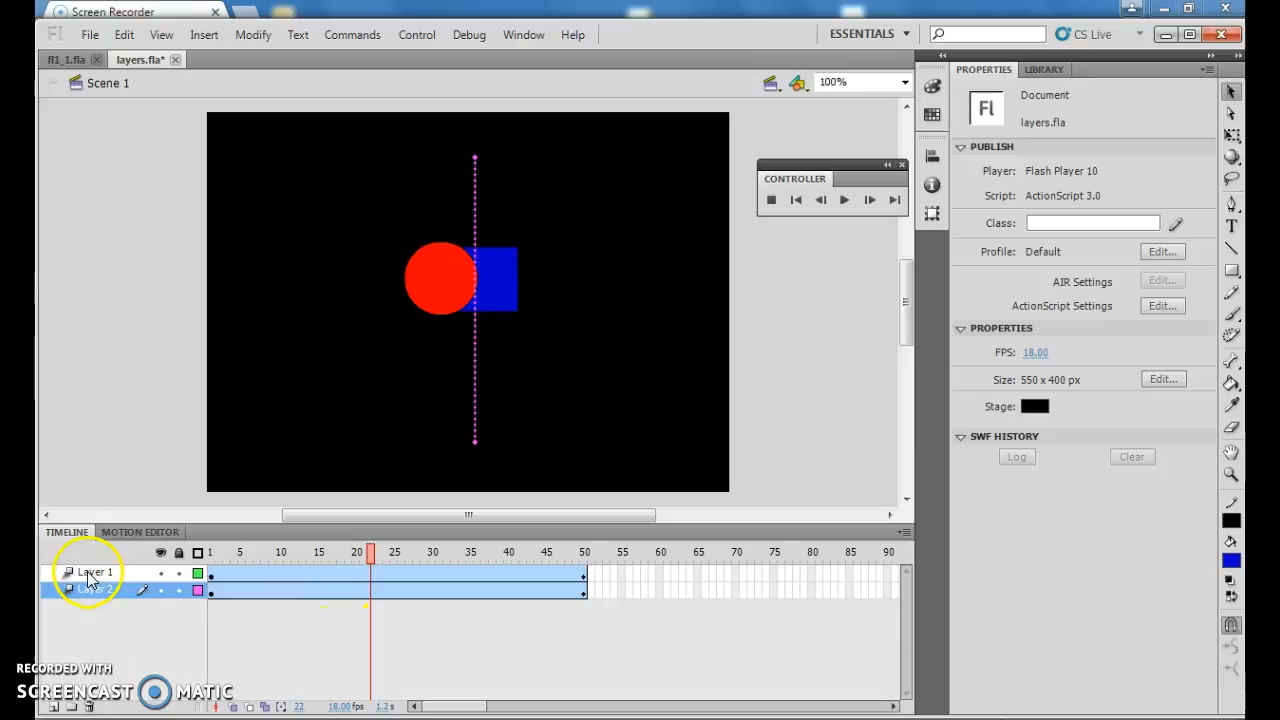 Screen Recorder
Fl File Edit View Insert Modify Text Commands Control Debug Window Help ESSENTIALS CS Live
fl1_1.fla layers.fla*
Scene 1 100%
CONTROLLER
PROPERTIES LIBRARY
Fl
Document
layers.fla
PUBLISH
Player: Flash Player 10
Script: ActionScript 3.0
Class:
Profile: Default Edit...
AIR Settings Edit...
ActionScript Settings Edit...
PROPERTIES
FPS: 18.00
Size: 550 x 400 px Edit...
Stage:
SWF HISTORY
Log Clear
TIMELINE MOTION EDITOR
1 5 10 15 20 25 30 35 40 45 50 55 60 65 70 75 80 85 90
Layer 1
Layer 2
22 18.00fps 1.2s
RECORDED WITH
SCREENCAST MATIC